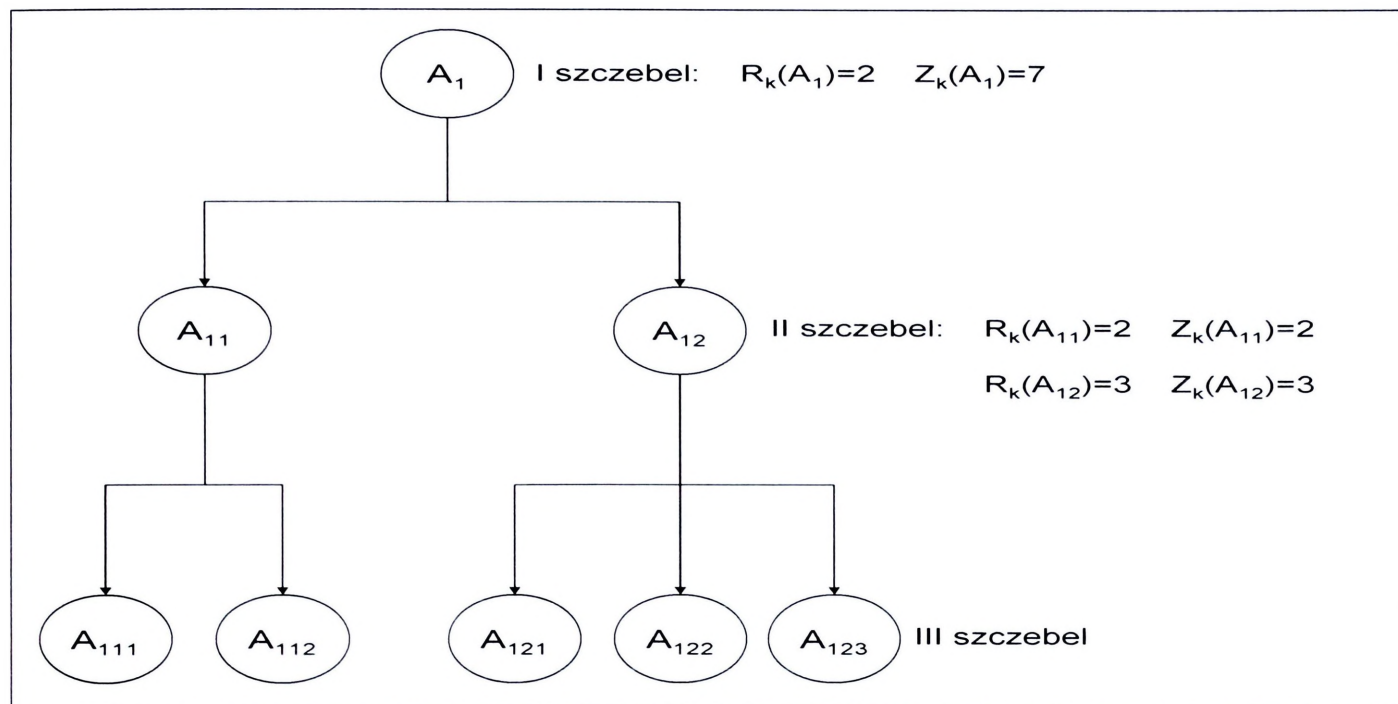 A₁ I szczebel: Rₖ(A₁)=2 Zₖ(A₁)=7
A₁₁ A₁₂ II szczebel: Rₖ(A₁₁)=2 Zₖ(A₁₁)=2
Rₖ(A₁₂)=3 Zₖ(A₁₂)=3
A₁₁₁ A₁₁₂ A₁₂₁ A₁₂₂ A₁₂₃ III szczebel